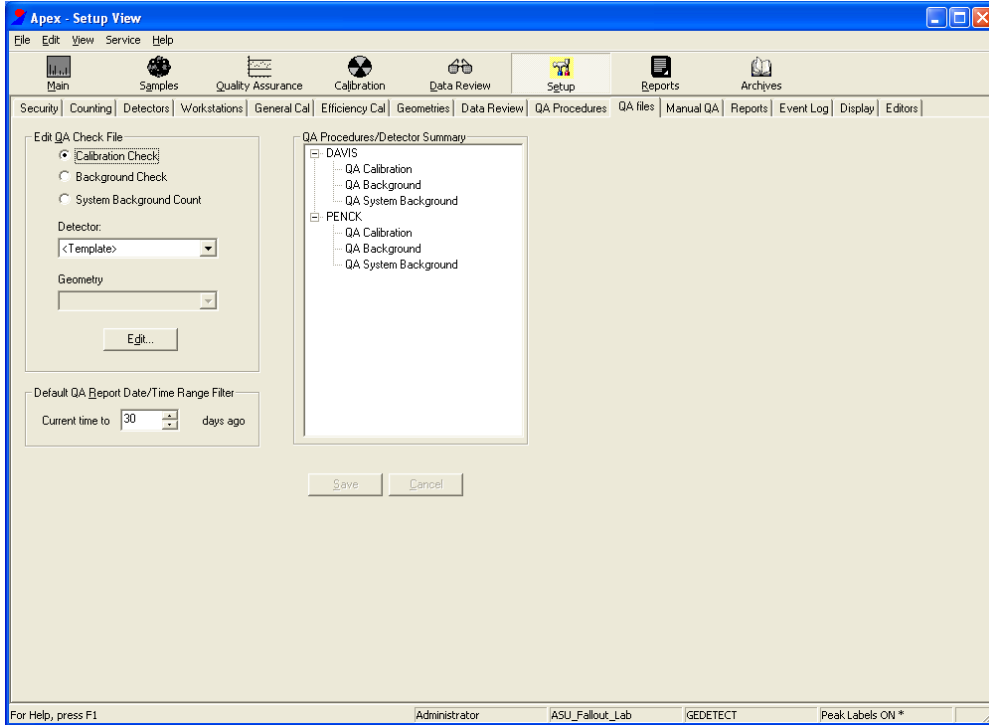 Apex - Setup View
File Edit View Service Help
Main Samples Quality Assurance Calibration Data Review Setup Reports Archives
Security Counting Detectors Workstations General Cal Efficiency Cal Geometries Data Review QA Procedures QA files Manual QA Reports Event Log Display Editors
Edit QA Check File
Calibration Check
Background Check
System Background Count
Detector:
<Template>
Geometry
Edit...
Default QA Report Date/Time Range Filter
Current time to 30 days ago
QA Procedures/Detector Summary
DAVIS
QA Calibration
QA Background
QA System Background
PENCK
QA Calibration
QA Background
QA System Background
Save Cancel
For Help, press F1 Administrator ASU_Fallout_Lab GEDETECT Peak Labels ON *